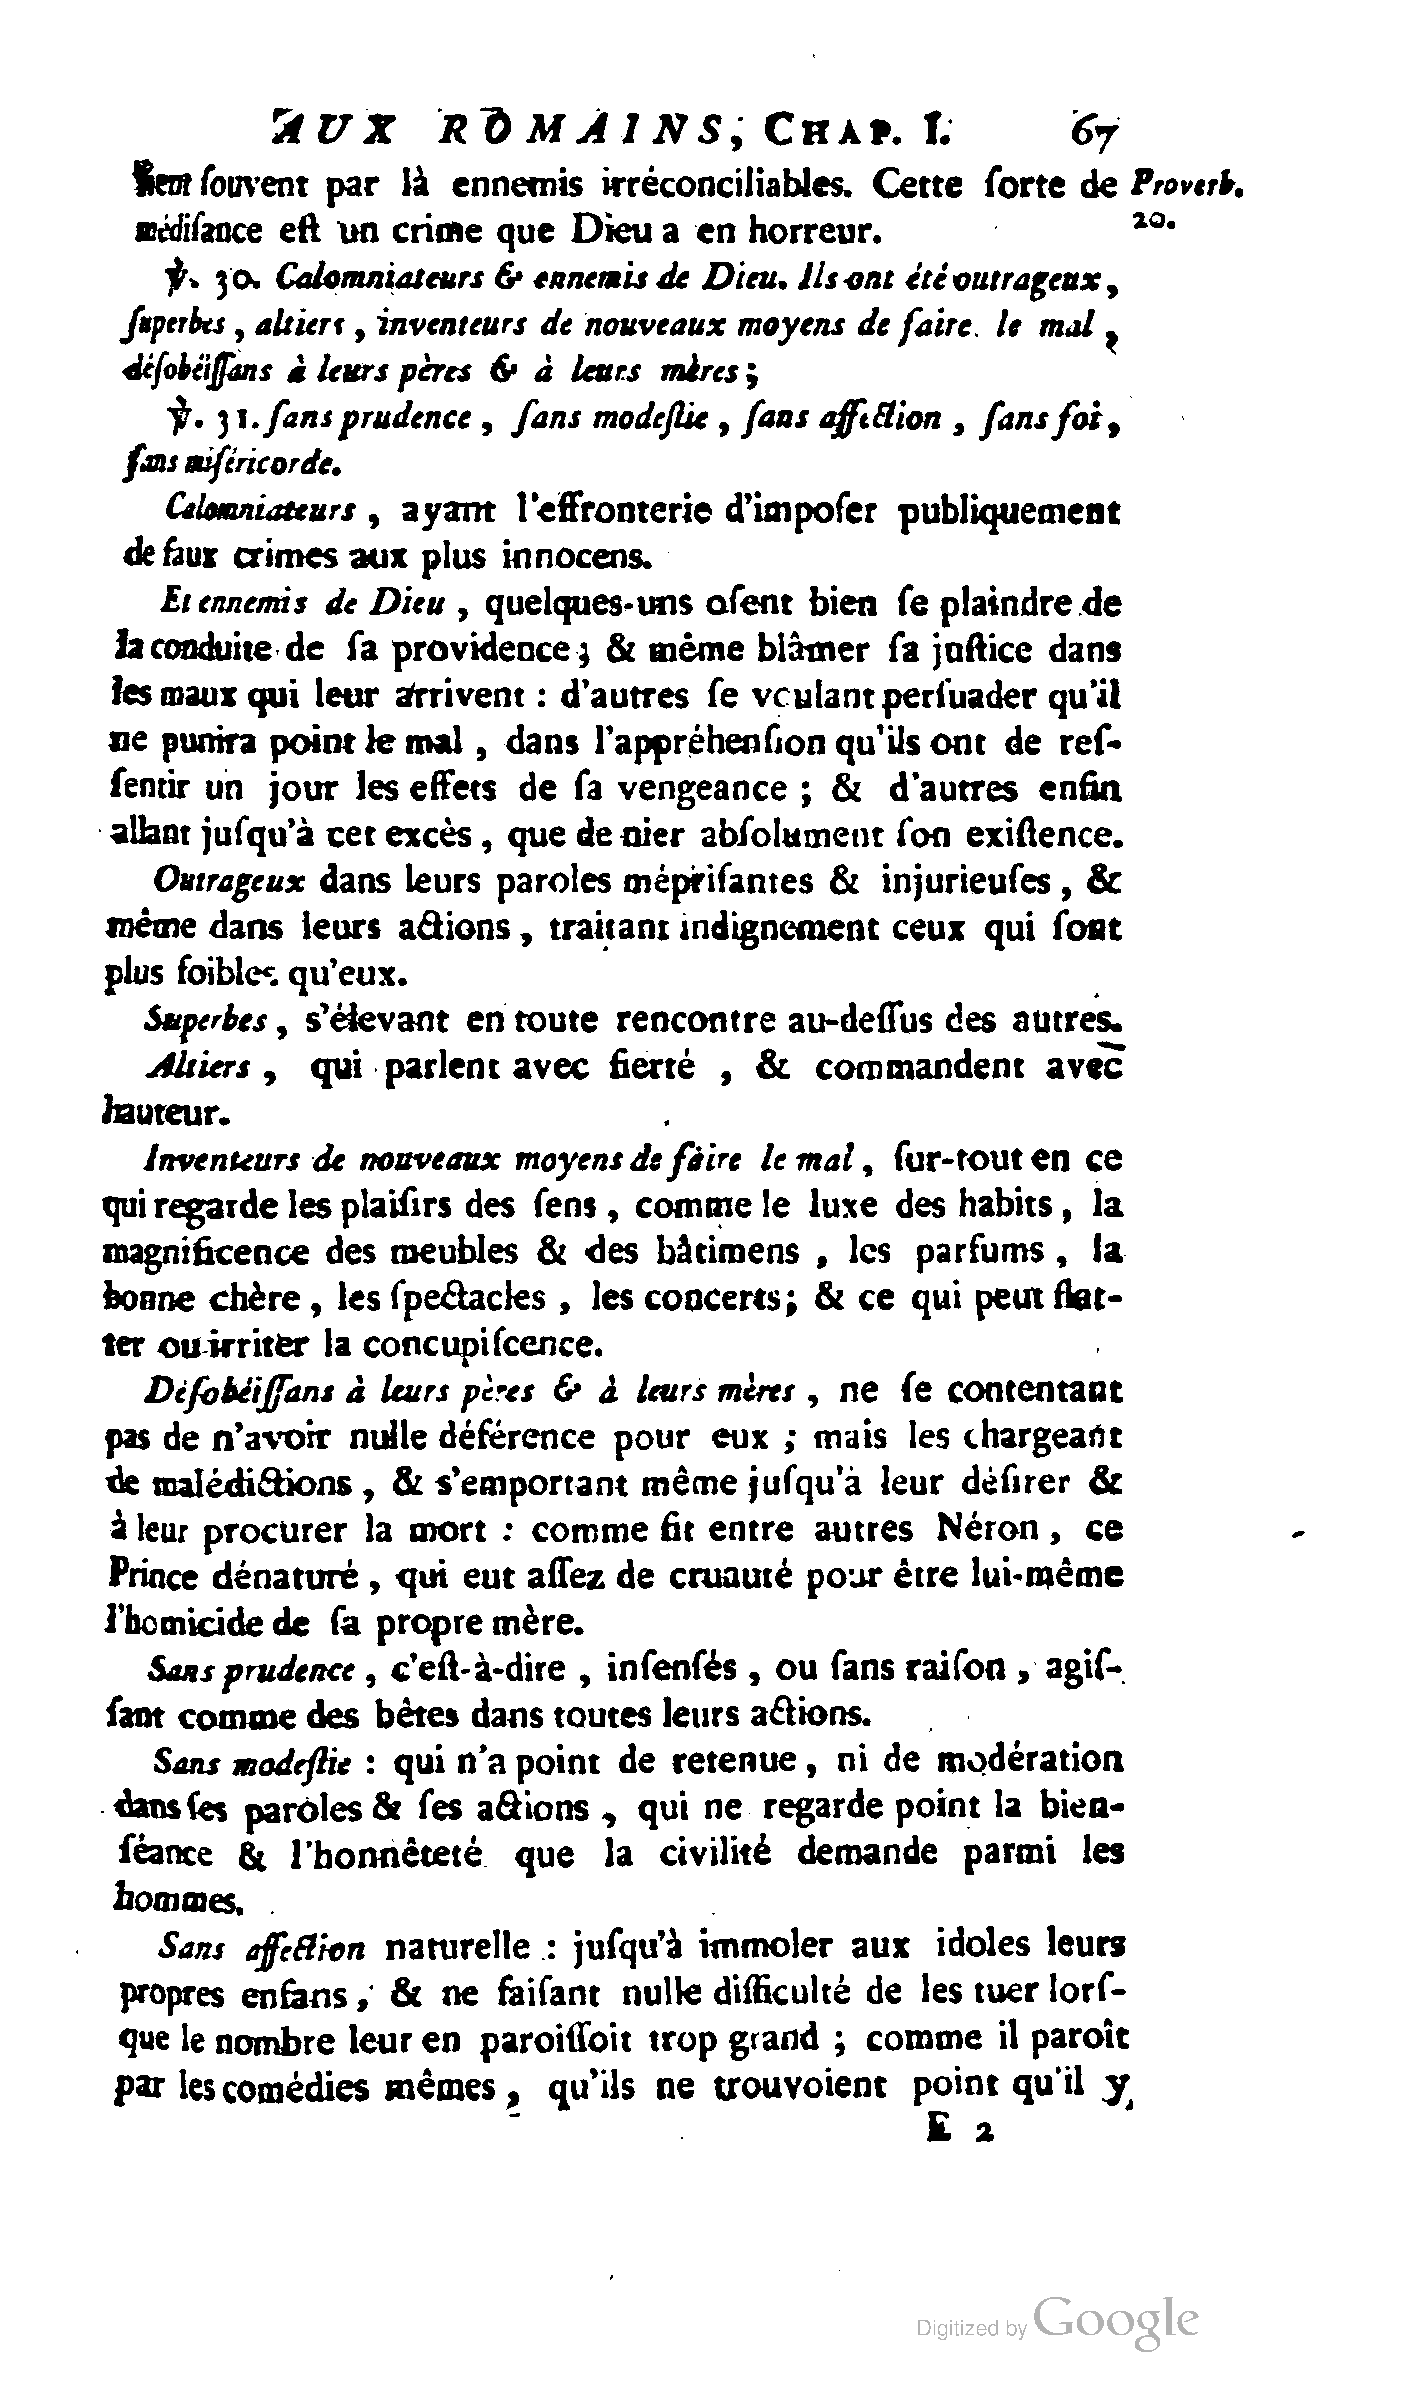 AUX ROMAINS, CHAP. I. 67
ſouvent par là ennemis irréconciliables. Cette ſorte de Proverb.
médiſance eſt un crime que Dieu a en horreur. 20.
℣. 30. Calomniateurs & ennemis de Dieu. Ils ont été outrageux,
ſuperbes, altiers, inventeurs de nouveaux moyens de faire le mal,
déſobéiſſans à leurs pères & à leurs mères;
℣. 31. ſans prudence, ſans modeſtie, ſans affection, ſans foi,
ſans miſéricorde.
Calomniateurs, ayant l'effronterie d'impoſer publiquement
de faux crimes aux plus innocens.
Et ennemis de Dieu, quelques-uns oſent bien ſe plaindre de
la conduite de ſa providence; & même blâmer ſa juſtice dans
les maux qui leur arrivent : d'autres ſe voulant perſuader qu'il
ne punira point le mal, dans l'appréhenſion qu'ils ont de reſ-
ſentir un jour les effets de ſa vengeance ; & d'autres enfin
allant juſqu'à cet excès, que de nier abſolument ſon exiſtence.
Outrageux dans leurs paroles mépriſantes & injurieuſes, &
même dans leurs actions, traitant indignement ceux qui ſont
plus foibles qu'eux.
Superbes, s'élevant en toute rencontre au-deſſus des autres.
Altiers, qui parlent avec fierté, & commandent avec
hauteur.
Inventeurs de nouveaux moyens de faire le mal, ſur-tout en ce
qui regarde les plaiſirs des ſens, comme le luxe des habits, la
magnificence des meubles & des bâtimens, les parfums, la
bonne chère, les ſpectacles, les concerts; & ce qui peut flat-
ter ou irriter la concupiſcence.
Déſobéiſſans à leurs pères & à leurs mères, ne ſe contentant
pas de n'avoir nulle déférence pour eux ; mais les chargeant
de malédictions, & s'emportant même juſqu'à leur déſirer &
à leur procurer la mort : comme fit entre autres Néron, ce
Prince dénaturé, qui eut aſſez de cruauté pour être lui-même
l'homicide de ſa propre mère.
Sans prudence, c'eſt-à-dire, inſenſés, ou ſans raiſon, agiſ-
ſant comme des bêtes dans toutes leurs actions.
Sans modeſtie : qui n'a point de retenue, ni de modération
dans ſes paroles & ſes actions, qui ne regarde point la bien-
ſéance & l'honnêteté que la civilité demande parmi les
hommes.
Sans affection naturelle : juſqu'à immoler aux idoles leurs
propres enfans, & ne faiſant nulle difficulté de les tuer lorſ-
que le nombre leur en paroiſſoit trop grand ; comme il paroît
par les comédies mêmes, qu'ils ne trouvoient point qu'il y
E 2
Digitized by Google